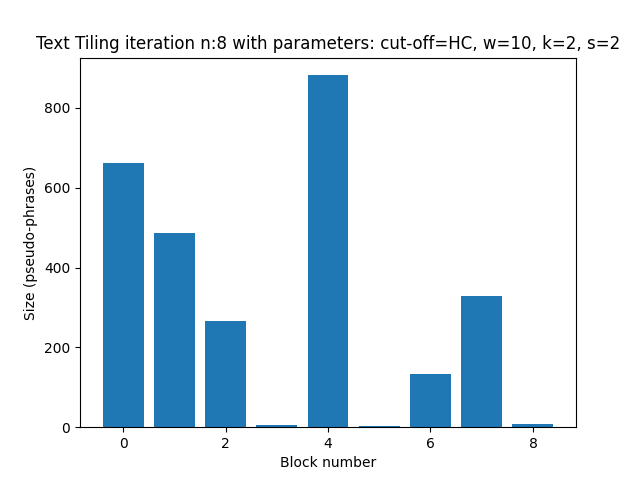 Text Tiling iteration n:8 with parameters: cut-off=HC, w=10, k=2, s=2
Size (pseudo-phrases)
800
600
400
200
0
0 2 4 6 8
Block number